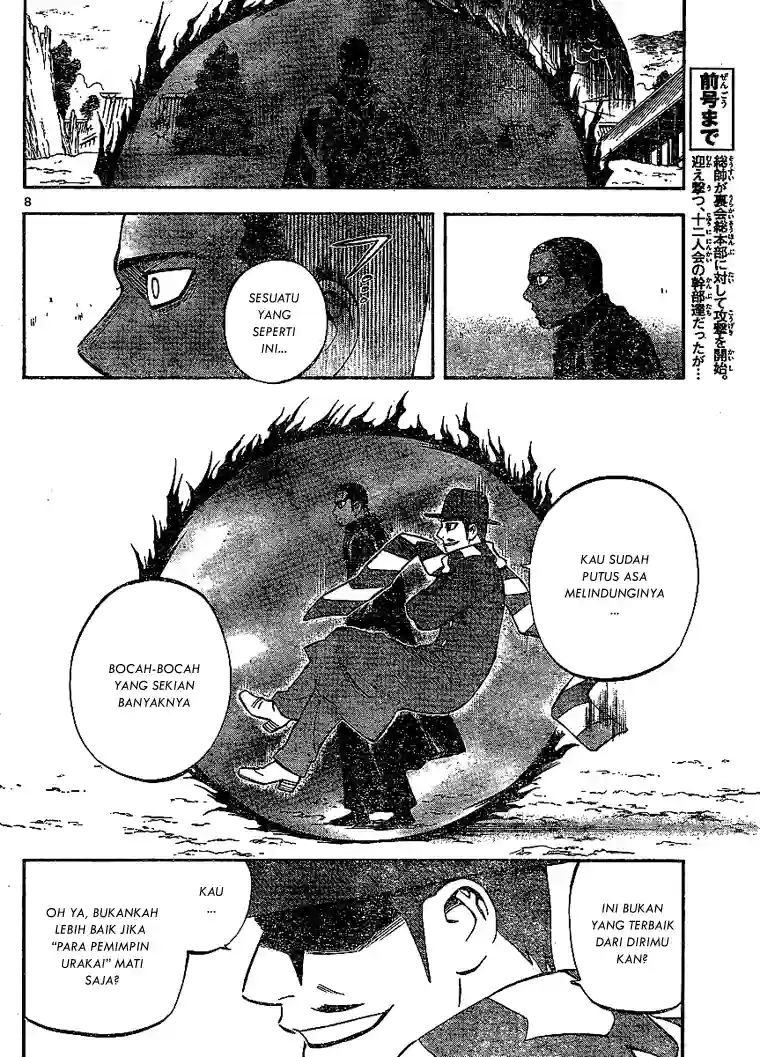 前号まで
総帥が裏会総本部に対して攻撃を開始。
迎え撃つ、十二人会の幹部達だったが…
8
SESUATU
YANG
SEPERTI
INI...
KAU SUDAH
PUTUS ASA
MELINDUNGINYA
...
BOCAH-BOCAH
YANG SEKIAN
BANYAKNYA
INI BUKAN
YANG TERBAIK
DARI DIRIMU
KAN?
KAU
...
OH YA, BUKANKAH
LEBIH BAIK JIKA
"PARA PEMIMPIN
URAKAI" MATI
SAJA?